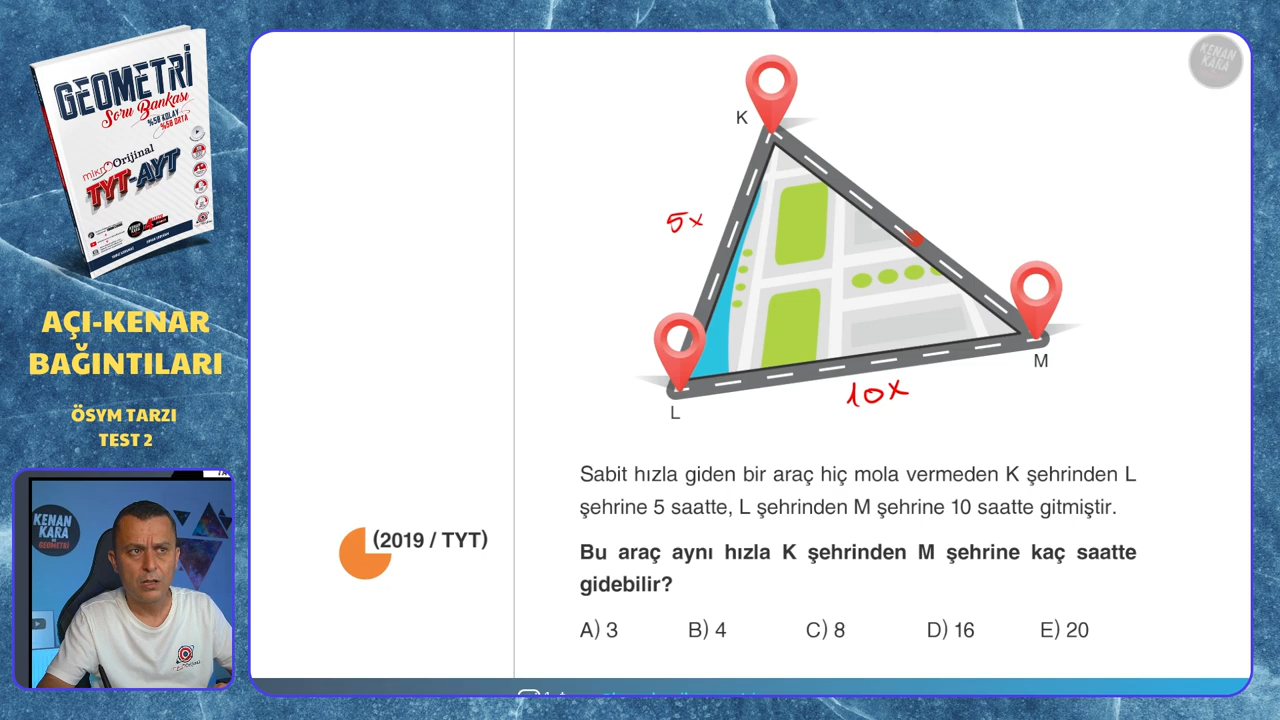 GEOMETRİ
Soru Bankası
%50 KOLAY
%50 ORTA
mikrOrijinal
TYT-AYT
AÇI-KENAR
BAĞINTILARI
ÖSYM TARZI
TEST 2
KENAN
KARA
GEOMETRİ
KENAN
KARA
K
5x
M
10x
L
Sabit hızla giden bir araç hiç mola vermeden K şehrinden L
şehrine 5 saatte, L şehrinden M şehrine 10 saatte gitmiştir.
(2019 / TYT)
Bu araç aynı hızla K şehrinden M şehrine kaç saatte
gidebilir?
A) 3 B) 4 C) 8 D) 16 E) 20